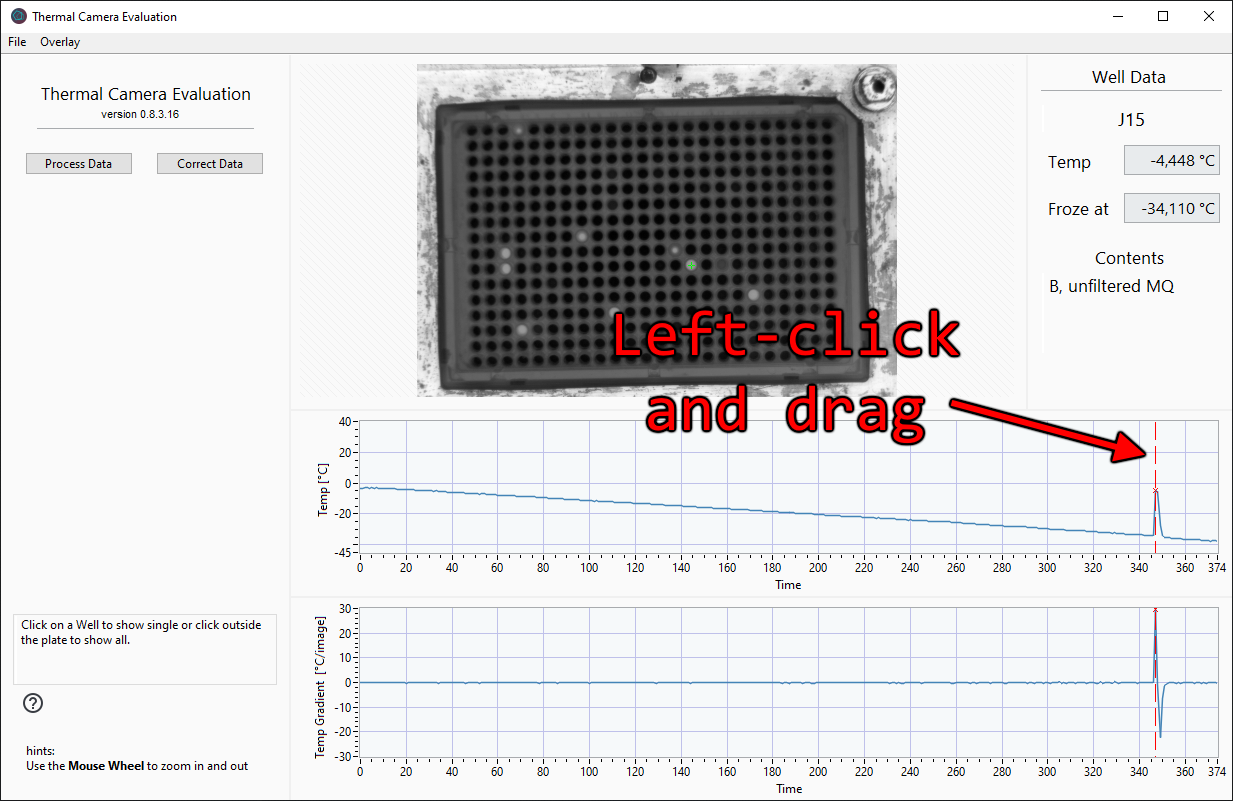 Thermal Camera Evaluation
File Overlay
Thermal Camera Evaluation
version 0.8.3.16
Process Data Correct Data
Click on a Well to show single or click outside
the plate to show all.
?
hints:
Use the Mouse Wheel to zoom in and out
Left-click
and drag
Well Data
J15
Temp -4,448 °C
Froze at -34,110 °C
Contents
B, unfiltered MQ
Temp [°C]
40
20
0
-20
-45
0 20 40 60 80 100 120 140 160 180 200 220 240 260 280 300 320 340 360 374
Time
Temp Gradient [°C/image]
30
20
10
0
-10
-20
-30
0 20 40 60 80 100 120 140 160 180 200 220 240 260 280 300 320 340 360 374
Time